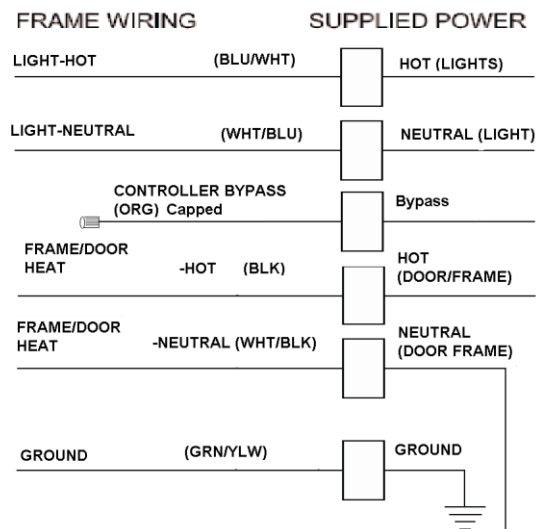 FRAME WIRING SUPPLIED POWER
LIGHT-HOT (BLU/WHT) HOT (LIGHTS)
LIGHT-NEUTRAL (WHT/BLU) NEUTRAL (LIGHT)
CONTROLLER BYPASS
(ORG) Capped
Bypass
FRAME/DOOR
HEAT
-HOT (BLK)
HOT
(DOOR/FRAME)
FRAME/DOOR
HEAT
-NEUTRAL (WHT/BLK)
NEUTRAL
(DOOR FRAME)
GROUND (GRN/YLW) GROUND